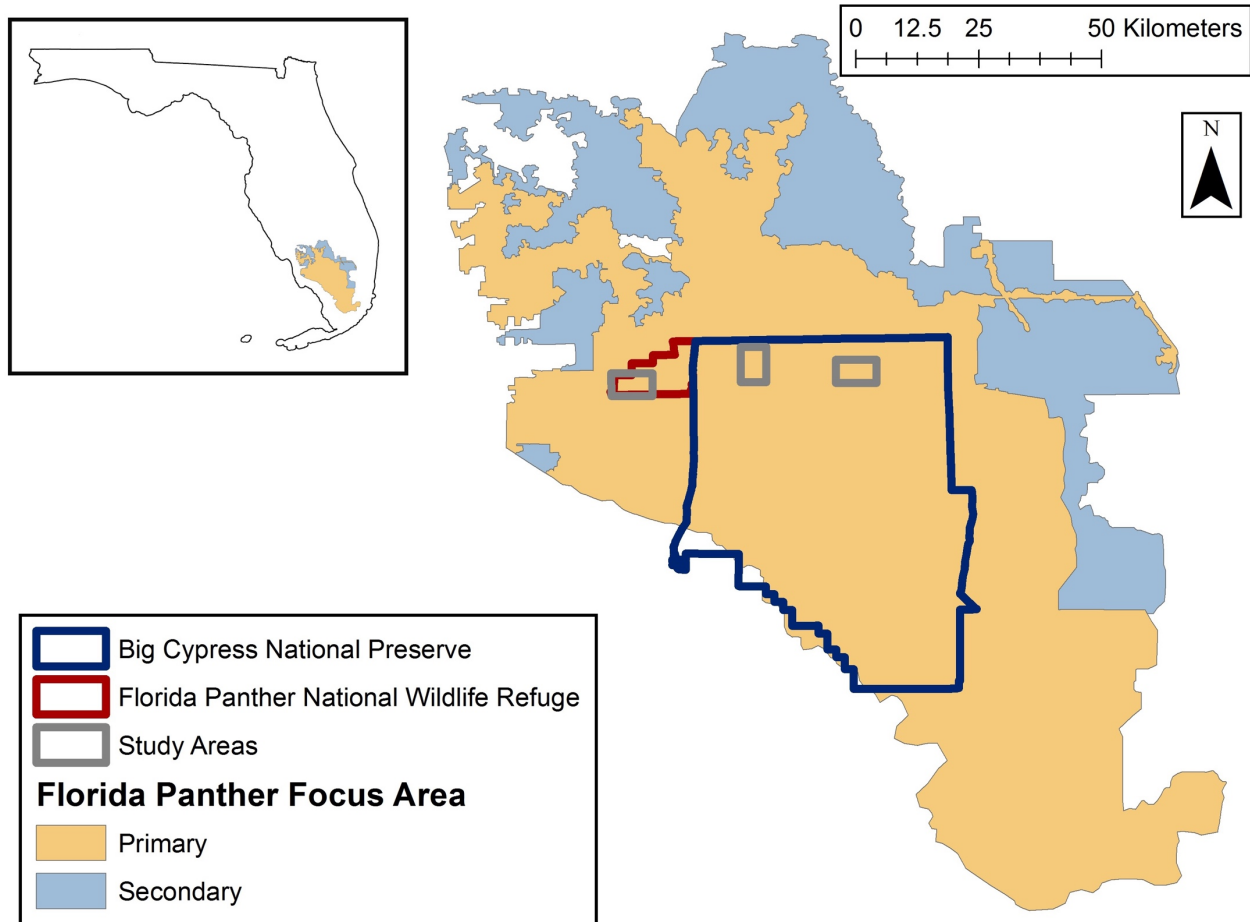 0 12.5 25 50 Kilometers
N
Big Cypress National Preserve
Florida Panther National Wildlife Refuge
Study Areas
Florida Panther Focus Area
Primary
Secondary